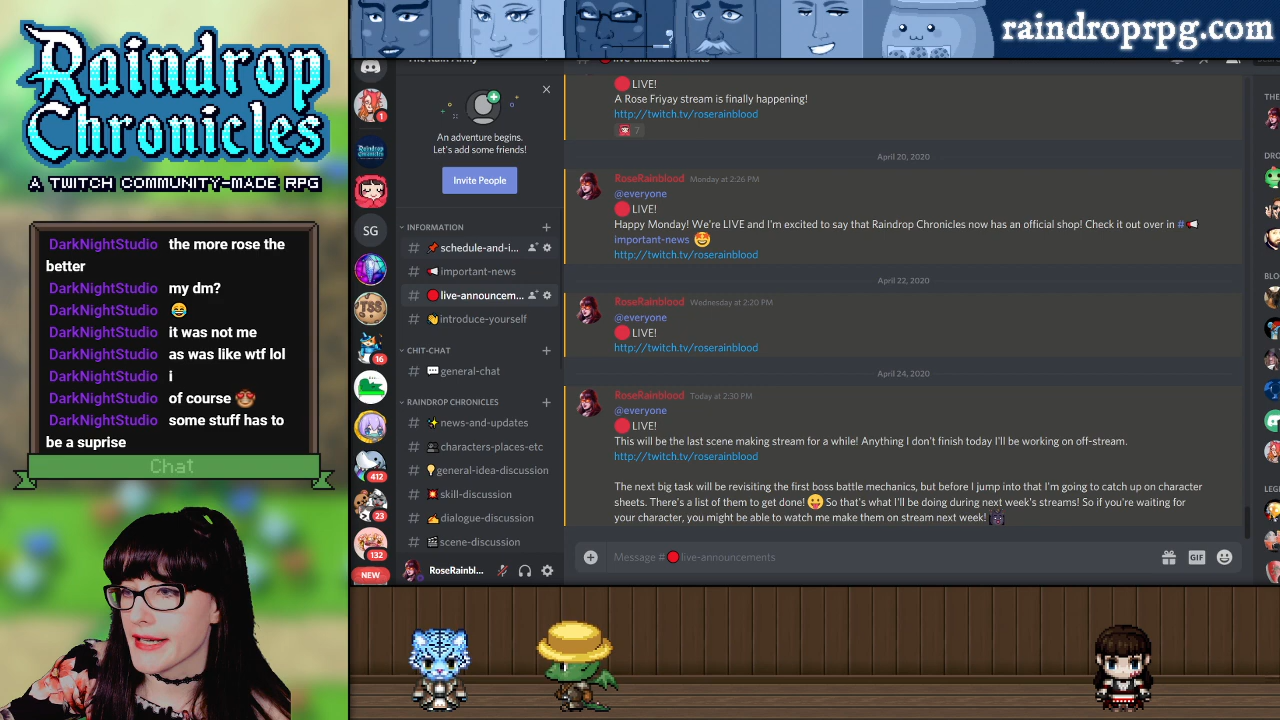 Raindrop
Chronicles
A TWITCH COMMUNITY-MADE RPG
DarkNightStudio the more rose the
better
DarkNightStudio my dm?
DarkNightStudio 😅
DarkNightStudio it was not me
DarkNightStudio as was like wtf lol
DarkNightStudio i
DarkNightStudio of course
DarkNightStudio some stuff has to
be a suprise
Chat
raindroprpg.com
1
SG
16
412
23
132
NEW
An adventure begins.
Let's add some friends!
Invite People
INFORMATION
# 📌schedule-and-i...
# 📢important-news
# 🔴live-announcem...
# 👋introduce-yourself
CHIT-CHAT
# 💬general-chat
RAINDROP CHRONICLES
# ✨news-and-updates
# 👥characters-places-etc
# 💡general-idea-discussion
# 💥skill-discussion
# ✍️dialogue-discussion
# 🎬scene-discussion
RoseRainbl...
🔴LIVE!
A Rose Friyay stream is finally happening!
http://twitch.tv/roserainblood
7
April 20, 2020
RoseRainblood Monday at 2:26 PM
@everyone
🔴LIVE!
Happy Monday! We're LIVE and I'm excited to say that Raindrop Chronicles now has an official shop! Check it out over in #📢
important-news 🤩
http://twitch.tv/roserainblood
April 22, 2020
RoseRainblood Wednesday at 2:20 PM
@everyone
🔴LIVE!
http://twitch.tv/roserainblood
April 24, 2020
RoseRainblood Today at 2:30 PM
@everyone
🔴LIVE!
This will be the last scene making stream for a while! Anything I don't finish today I'll be working on off-stream.
http://twitch.tv/roserainblood
The next big task will be revisiting the first boss battle mechanics, but before I jump into that I'm going to catch up on character
sheets. There's a list of them to get done! 😛 So that's what I'll be doing during next week's streams! So if you're waiting for
your character, you might be able to watch me make them on stream next week!
Message #🔴live-announcements
GIF